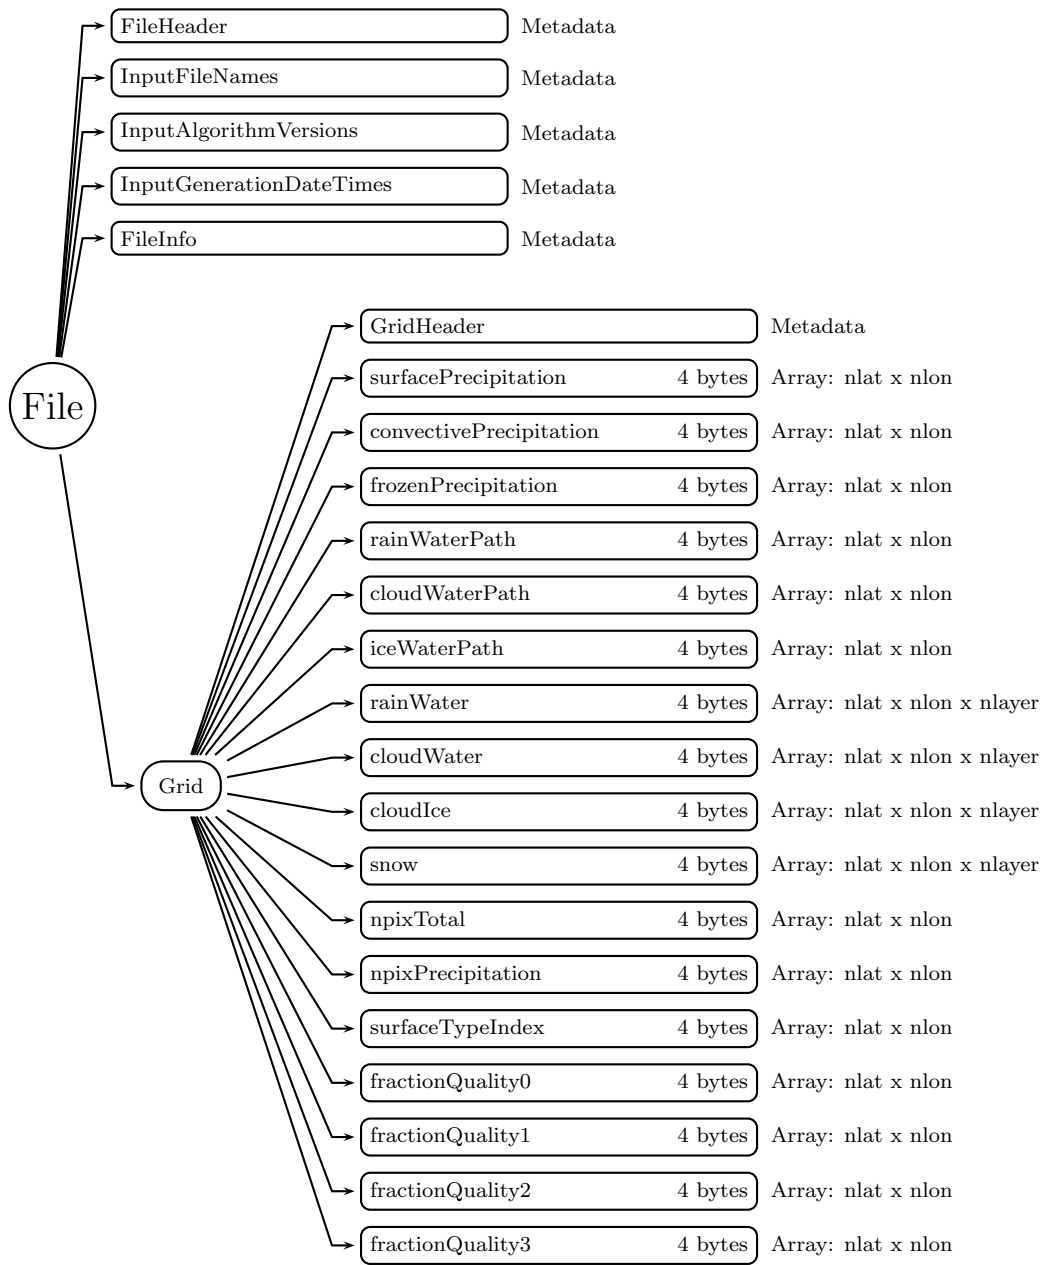 FileHeader Metadata
InputFileNames Metadata
InputAlgorithmVersions Metadata
InputGenerationDateTimes Metadata
FileInfo Metadata
GridHeader Metadata
surfacePrecipitation 4 bytes Array: nlat x nlon
File
convectivePrecipitation 4 bytes Array: nlat x nlon
frozenPrecipitation 4 bytes Array: nlat x nlon
rainWaterPath 4 bytes Array: nlat x nlon
cloudWaterPath 4 bytes Array: nlat x nlon
iceWaterPath 4 bytes Array: nlat x nlon
rainWater 4 bytes Array: nlat x nlon x nlayer
cloudWater 4 bytes Array: nlat x nlon x nlayer
Grid
cloudIce 4 bytes Array: nlat x nlon x nlayer
snow 4 bytes Array: nlat x nlon x nlayer
npixTotal 4 bytes Array: nlat x nlon
npixPrecipitation 4 bytes Array: nlat x nlon
surfaceTypeIndex 4 bytes Array: nlat x nlon
fractionQuality0 4 bytes Array: nlat x nlon
fractionQuality1 4 bytes Array: nlat x nlon
fractionQuality2 4 bytes Array: nlat x nlon
fractionQuality3 4 bytes Array: nlat x nlon